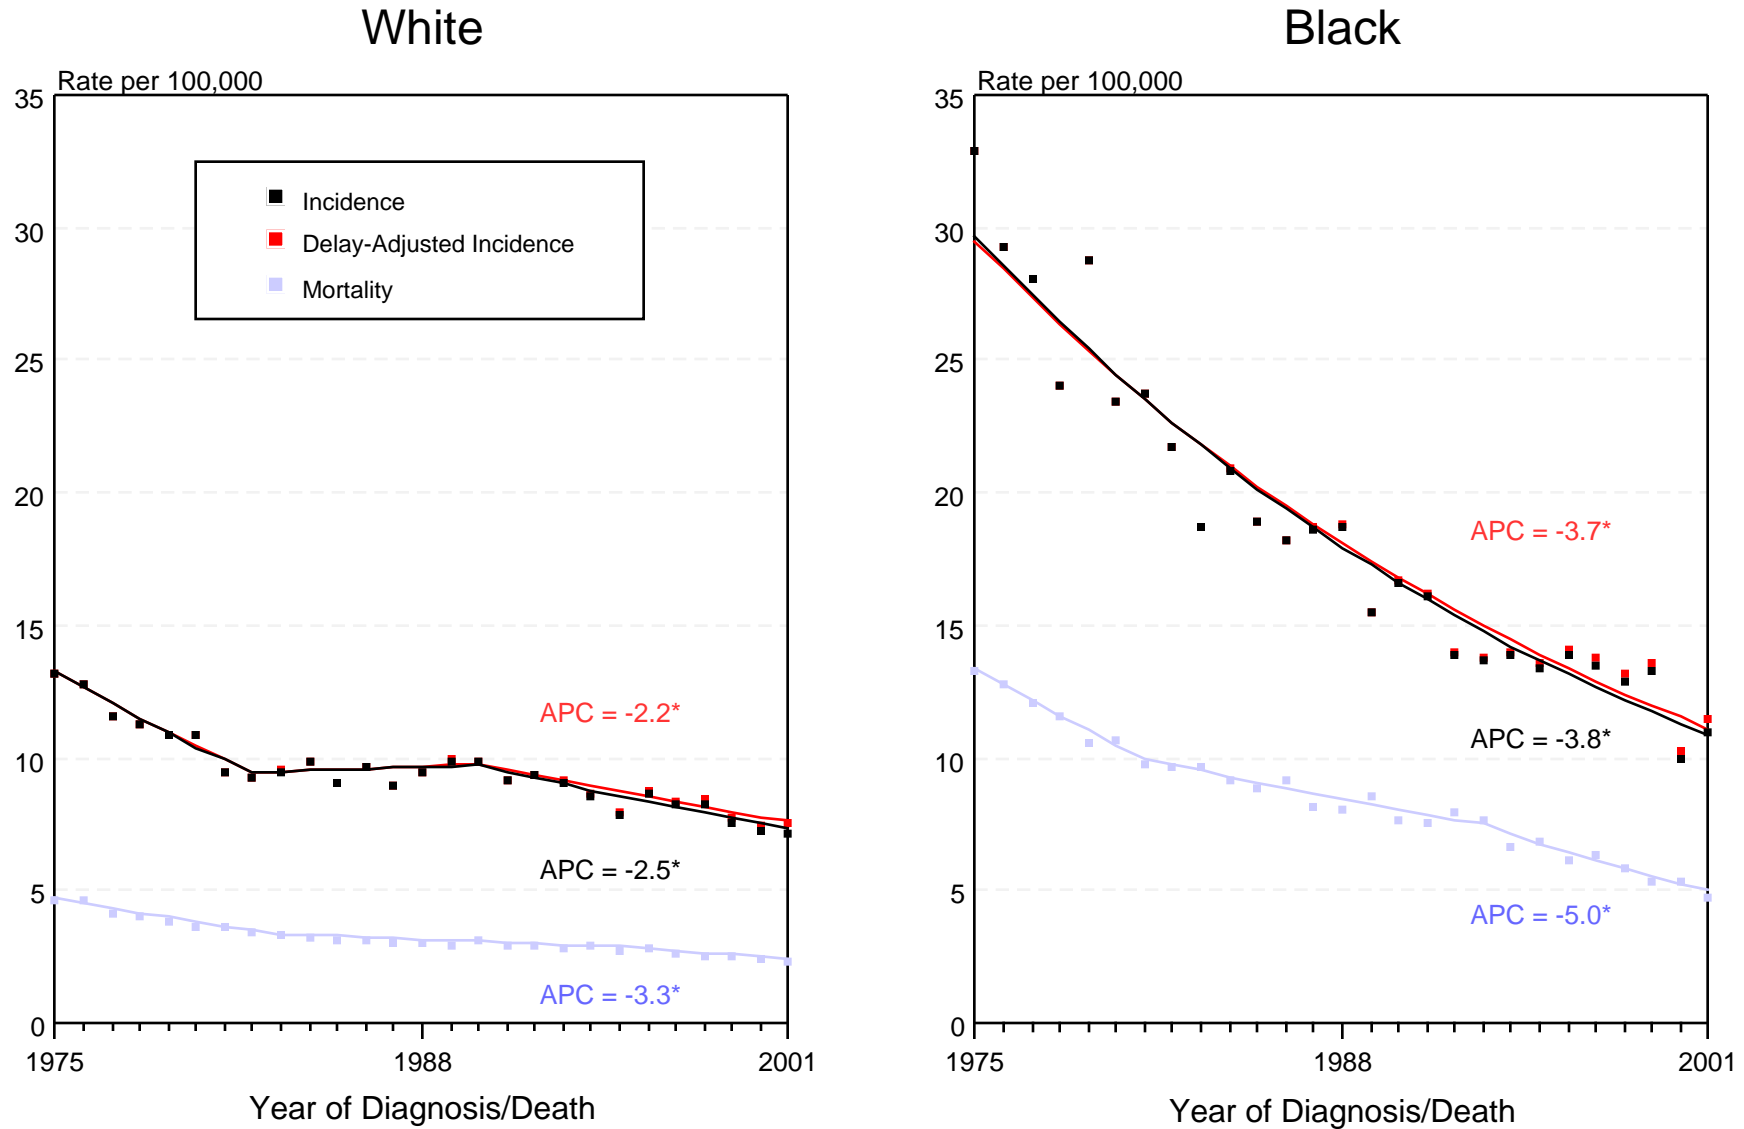 White
Rate per 100,000
35
30
25
20
15
10
5
0
Incidence
Delay-Adjusted Incidence
Mortality
APC = -2.2*
APC = -2.5*
APC = -3.3*
1975
1988
2001
Year of Diagnosis/Death
Black
Rate per 100,000
35
30
25
20
15
10
5
0
APC = -3.7*
APC = -3.8*
APC = -5.0*
1975
1988
2001
Year of Diagnosis/Death